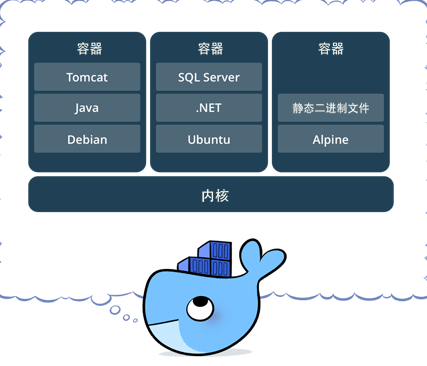 容器
Tomcat
Java
Debian
容器
SQL Server
.NET
Ubuntu
容器
静态二进制文件
Alpine
内核